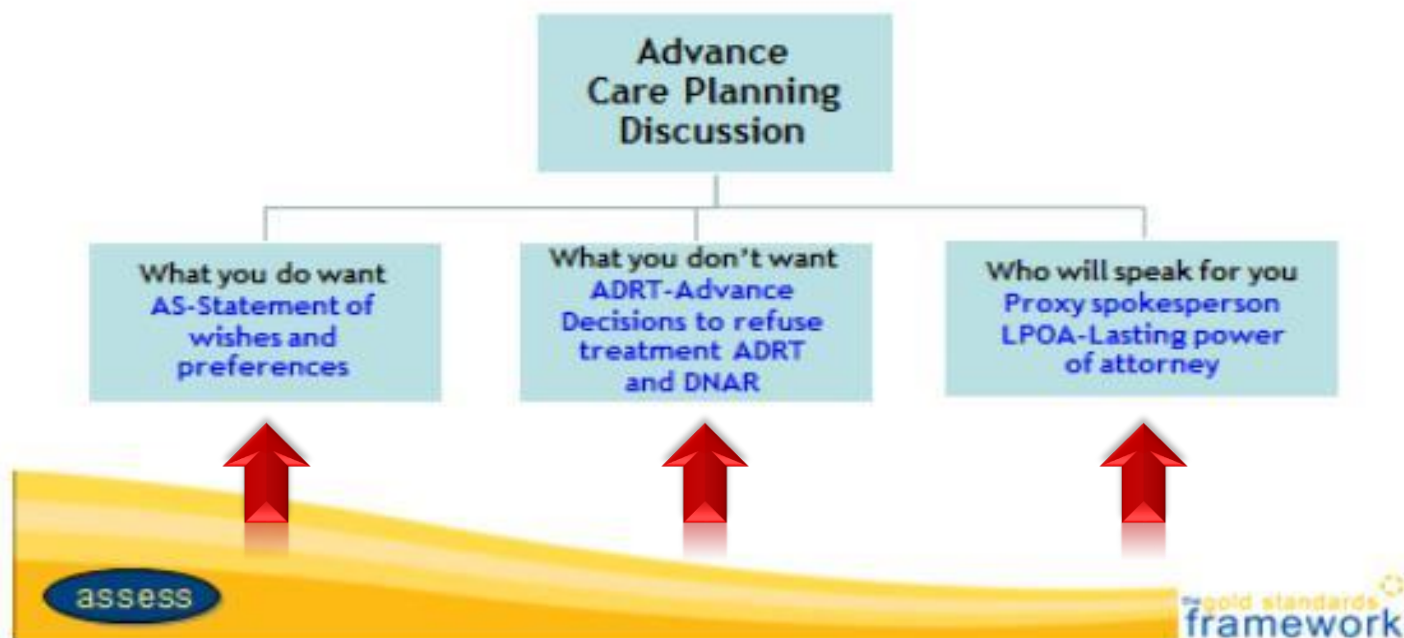 Advance
Care Planning
Discussion
What you do want
AS-Statement of
wishes and
preferences
What you don't want
ADRT-Advance
Decisions to refuse
treatment ADRT
and DNAR
Who will speak for you
Proxy spokesperson
LPOA-Lasting power
of attorney
assess
the gold standards
framework